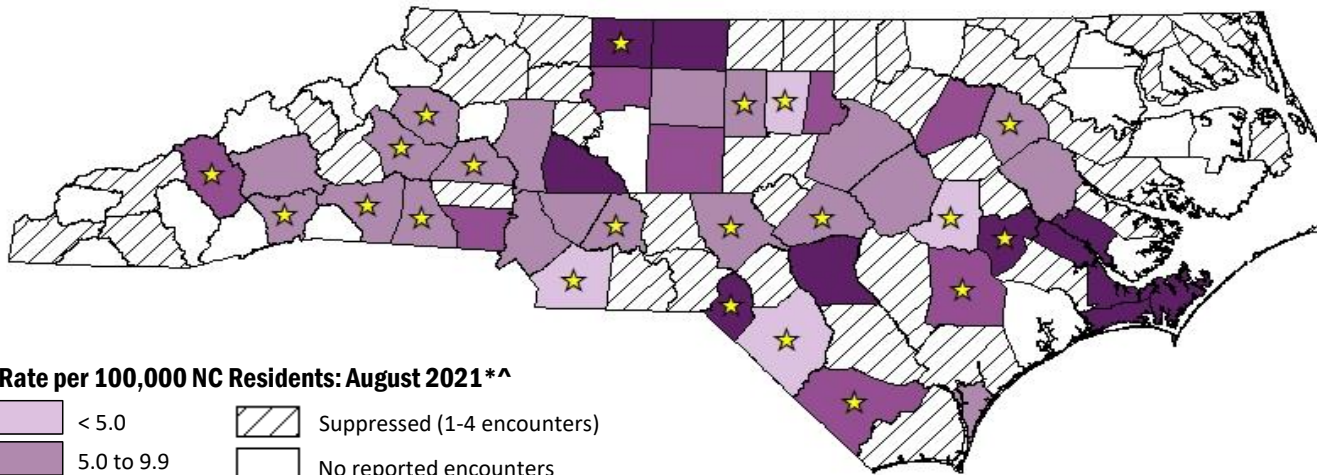 Rate per 100,000 NC Residents: August 2021*^
< 5.0
Suppressed (1-4 encounters)
5.0 to 9.9
No reported encounters